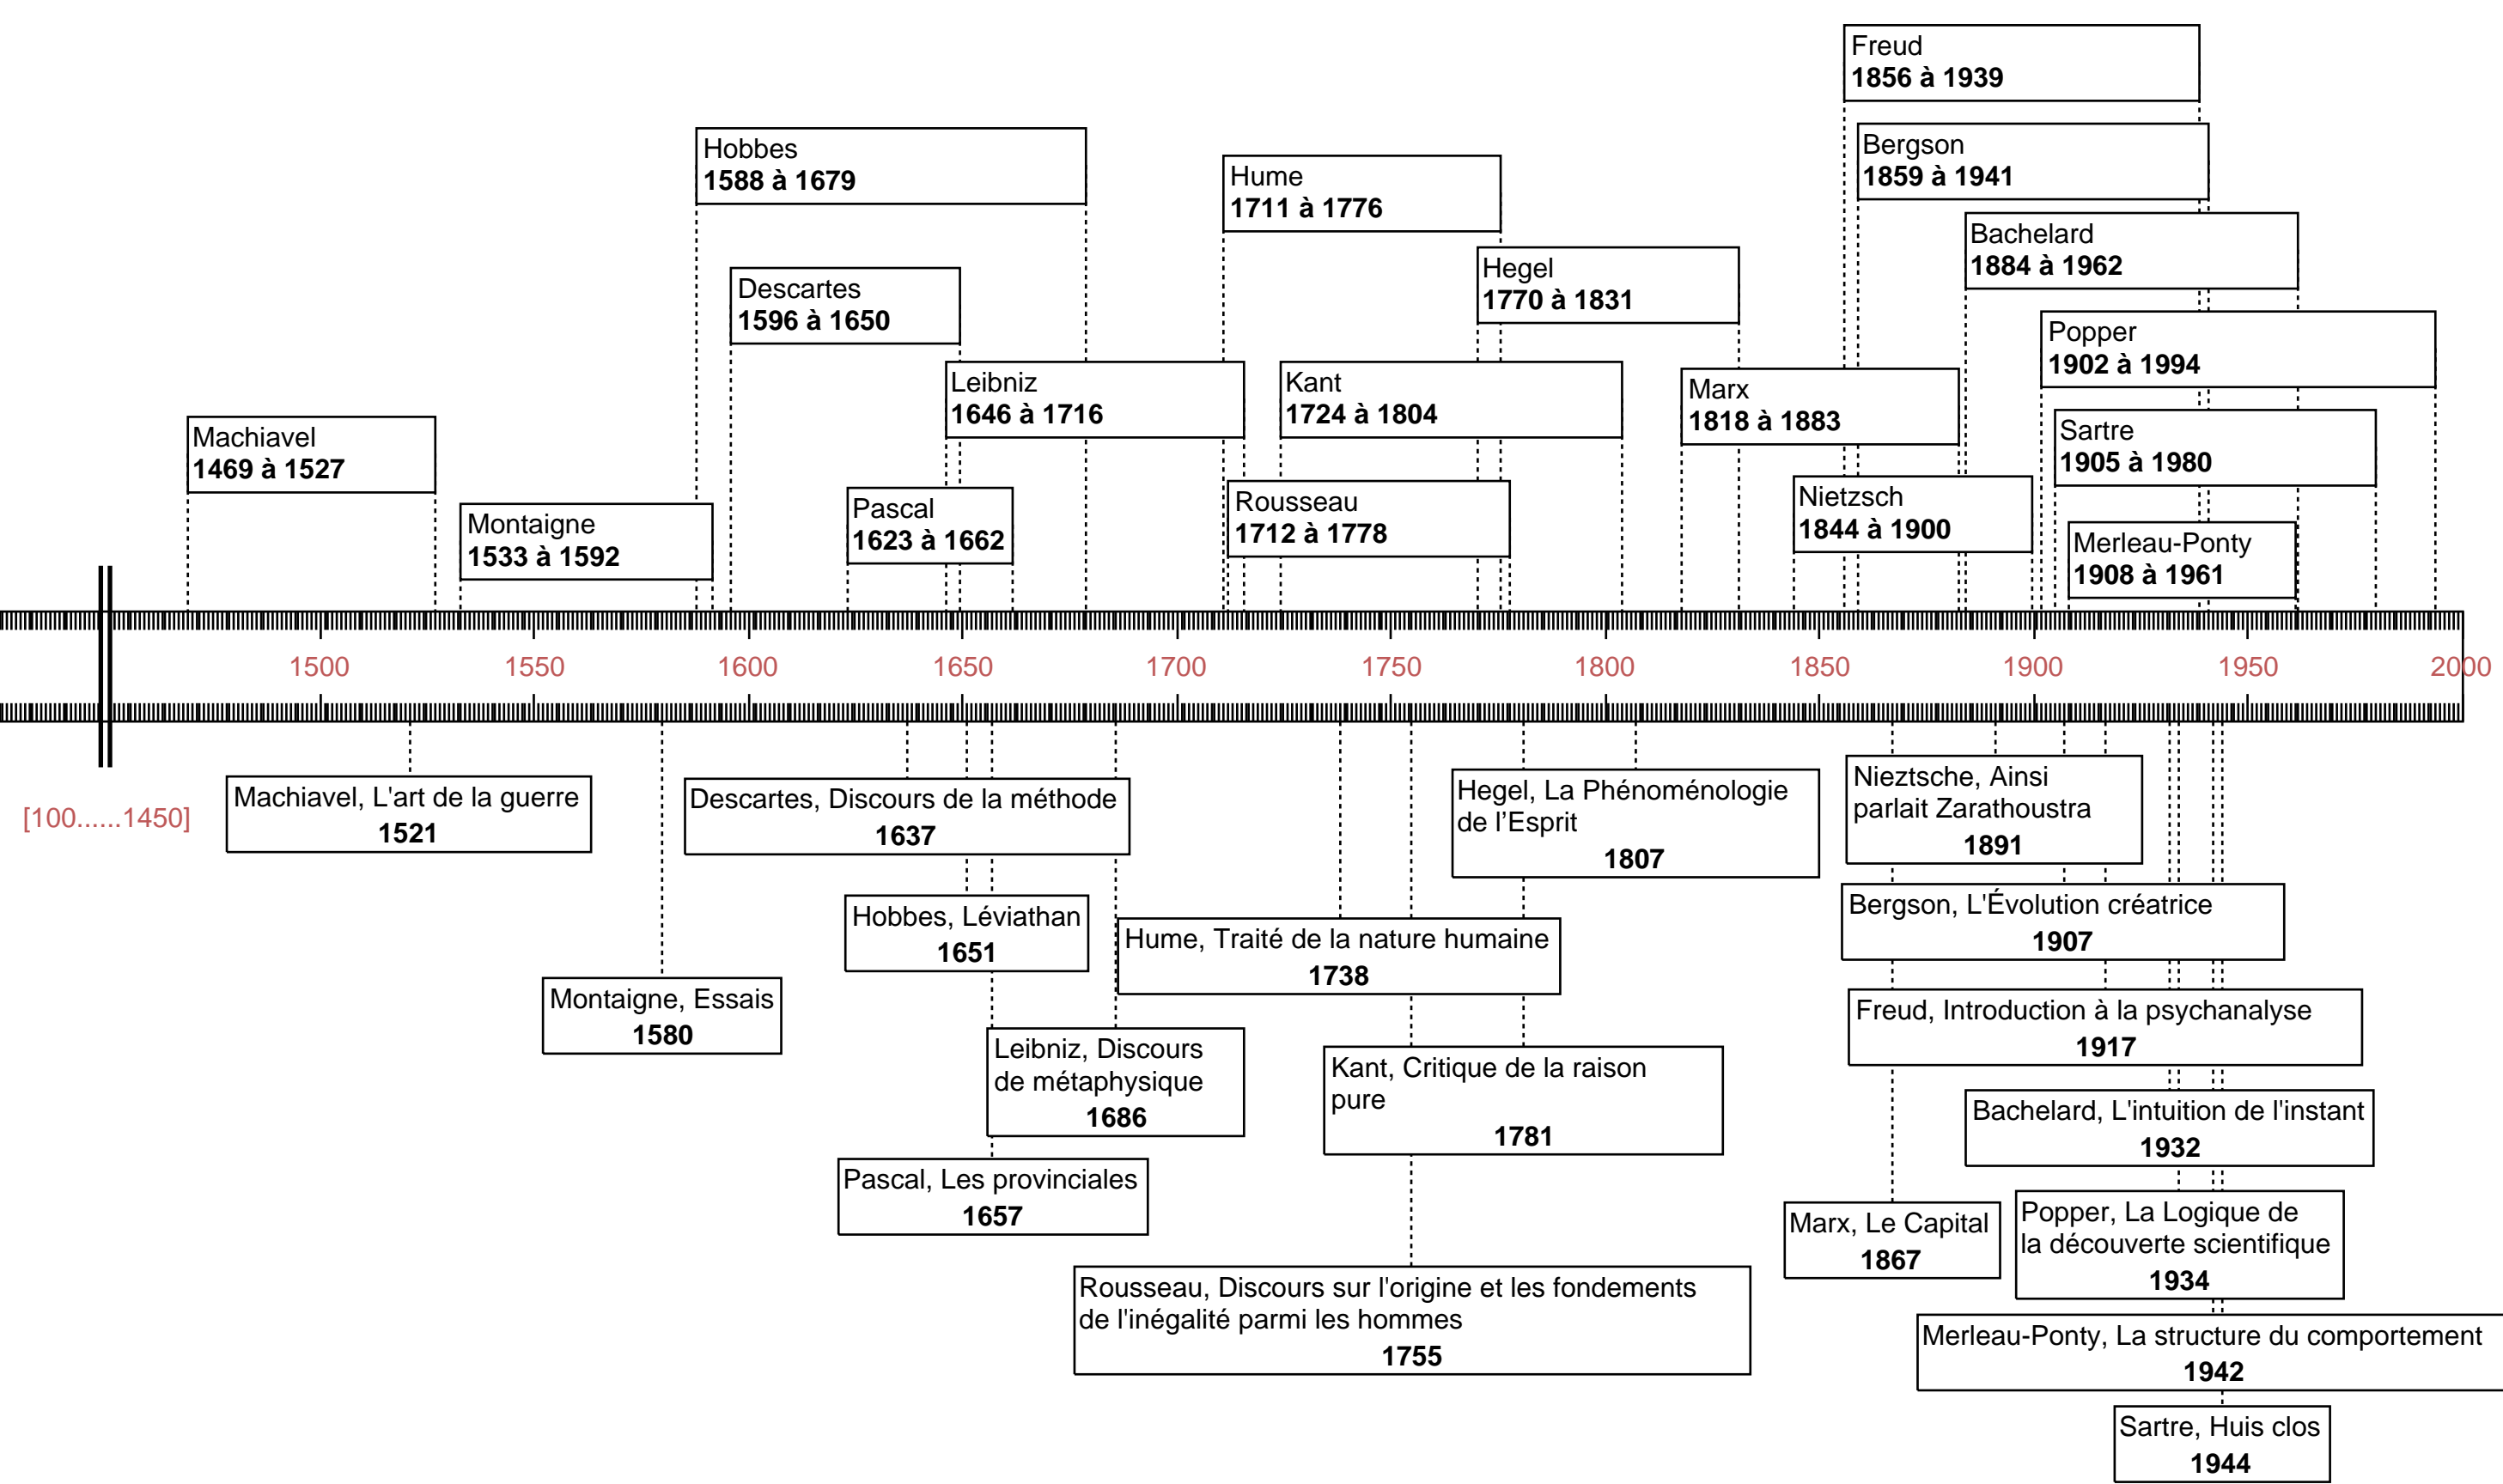 Freud
1856 à 1939
Bergson
1859 à 1941
Hobbes
1588 à 1679
Hume
1711 à 1776
Bachelard
1884 à 1962
Hegel
1770 à 1831
Descartes
1596 à 1650
Popper
1902 à 1994
Leibniz
1646 à 1716
Kant
1724 à 1804
Marx
1818 à 1883
Machiavel
1469 à 1527
Sartre
1905 à 1980
Nietzsch
1844 à 1900
Rousseau
1712 à 1778
Pascal
1623 à 1662
Montaigne
1533 à 1592
Merleau-Ponty
1908 à 1961
1500 1550 1600 1650 1700 1750 1800 1850 1900 1950 2000
[100......1450]
Machiavel, L'art de la guerre
1521
Descartes, Discours de la méthode
1637
Hegel, La Phénoménologie
de l’Esprit
1807
Nieztsche, Ainsi
parlait Zarathoustra
1891
Hobbes, Léviathan
1651
Bergson, L'Évolution créatrice
1907
Hume, Traité de la nature humaine
1738
Montaigne, Essais
1580
Freud, Introduction à la psychanalyse
1917
Leibniz, Discours
de métaphysique
1686
Kant, Critique de la raison
pure
1781
Bachelard, L'intuition de l'instant
1932
Pascal, Les provinciales
1657
Marx, Le Capital
1867
Popper, La Logique de
la découverte scientifique
1934
Rousseau, Discours sur l'origine et les fondements
de l'inégalité parmi les hommes
1755
Merleau-Ponty, La structure du comportement
1942
Sartre, Huis clos
1944